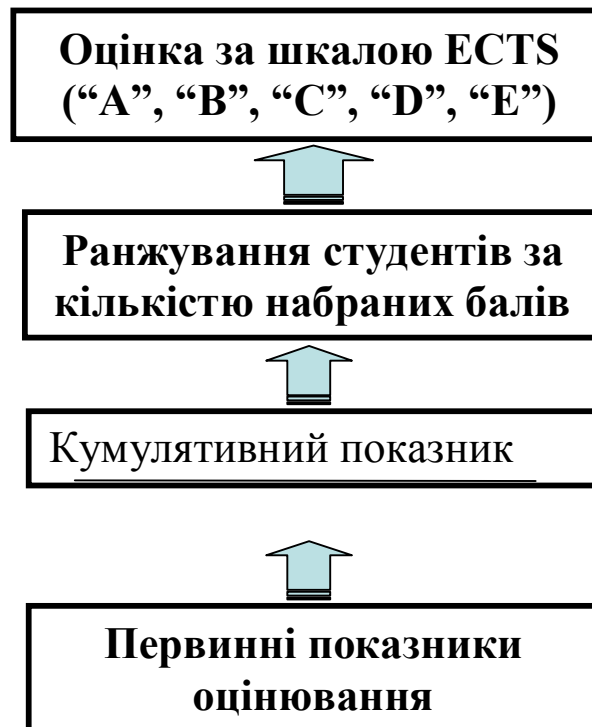 Оцінка за шкалою ECTS
(“A”, “B”, “C”, “D”, “E”)
Ранжування студентів за
кількістю набраних балів
Кумулятивний показник
Первинні показники
оцінювання